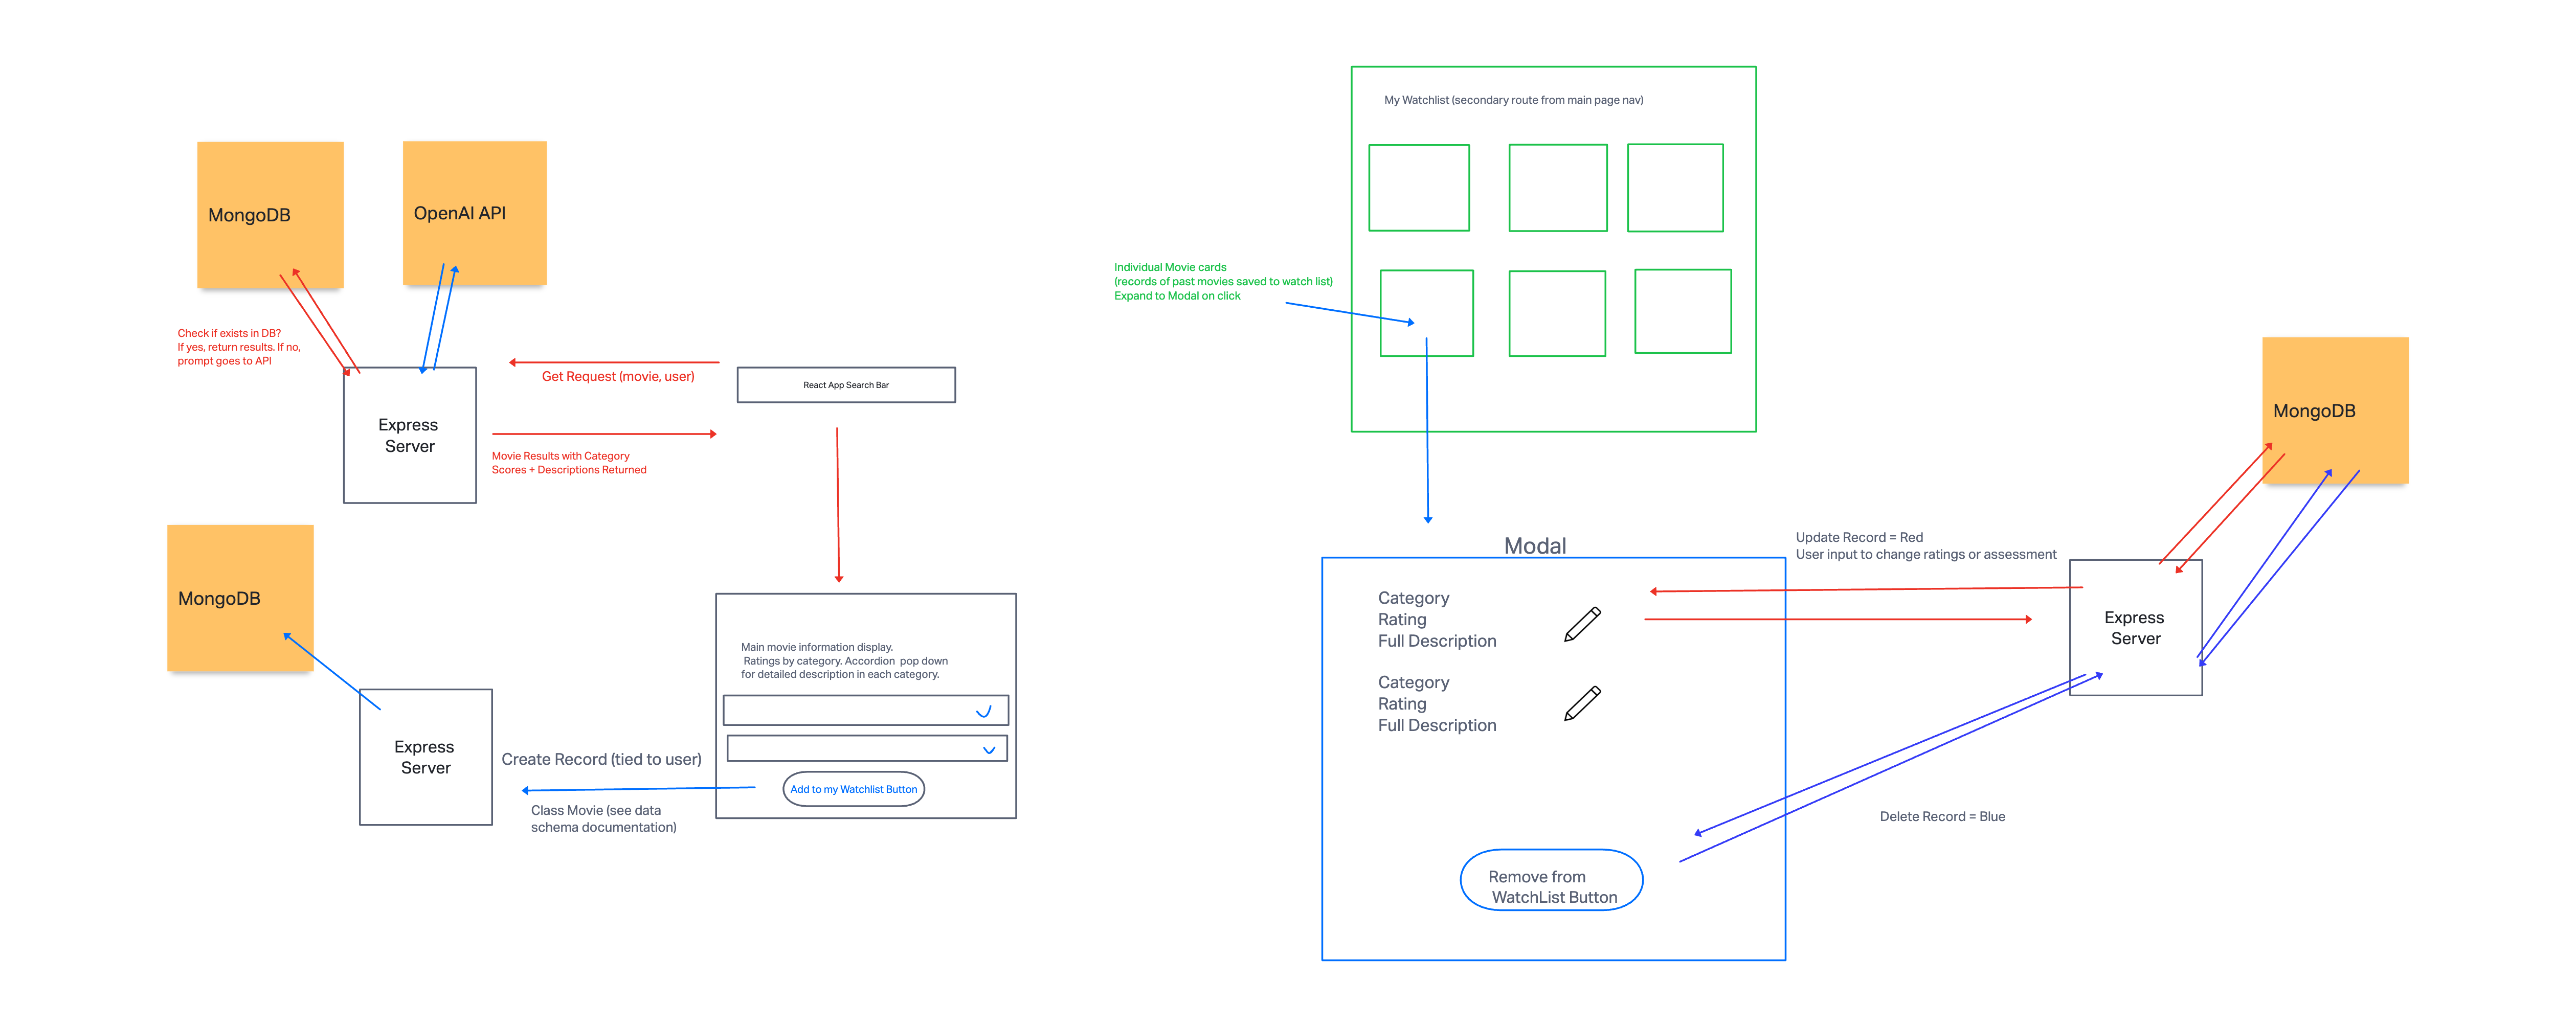 MongoDB
OpenAI API
Check if exists in DB?
If yes, return results. If no,
prompt goes to API
Express
Server
Get Request (movie, user)
React App Search Bar
Movie Results with Category
Scores + Descriptions Returned
MongoDB
Express
Server
Create Record (tied to user)
Class Movie (see data
schema documentation)
Main movie information display.
Ratings by category. Accordion pop down
for detailed description in each category.
Add to my Watchlist Button
My Watchlist (secondary route from main page nav)
Individual Movie cards
(records of past movies saved to watch list)
Expand to Modal on click
Modal
Category
Rating
Full Description
Category
Rating
Full Description
Remove from
WatchList Button
Update Record = Red
User input to change ratings or assessment
Express
Server
MongoDB
Delete Record = Blue